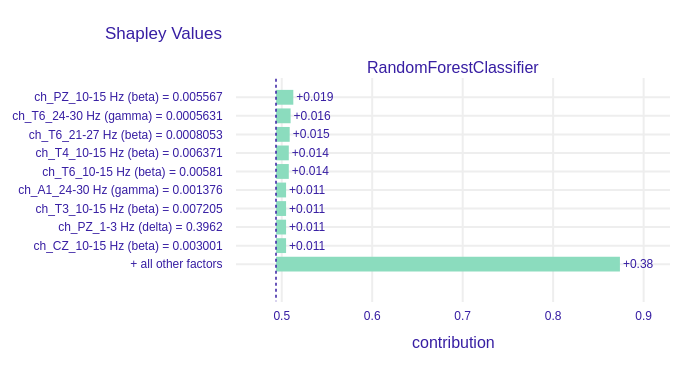 Shapley Values
RandomForestClassifier
ch_PZ_10-15 Hz (beta) = 0.005567 +0.019
ch_T6_24-30 Hz (gamma) = 0.0005631 +0.016
ch_T6_21-27 Hz (beta) = 0.0008053 +0.015
ch_T4_10-15 Hz (beta) = 0.006371 +0.014
ch_T6_10-15 Hz (beta) = 0.00581 +0.014
ch_A1_24-30 Hz (gamma) = 0.001376 +0.011
ch_T3_10-15 Hz (beta) = 0.007205 +0.011
ch_PZ_1-3 Hz (delta) = 0.3962 +0.011
ch_CZ_10-15 Hz (beta) = 0.003001 +0.011
+ all other factors +0.38
0.5 0.6 0.7 0.8 0.9
contribution